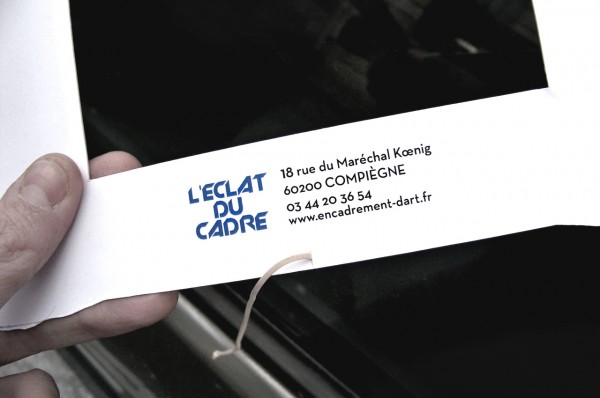 L'ECLAT
DU
CADRE
18 rue du Maréchal Kœnig
60200 COMPIÈGNE
03 44 20 36 54
www.encadrement-dart.fr